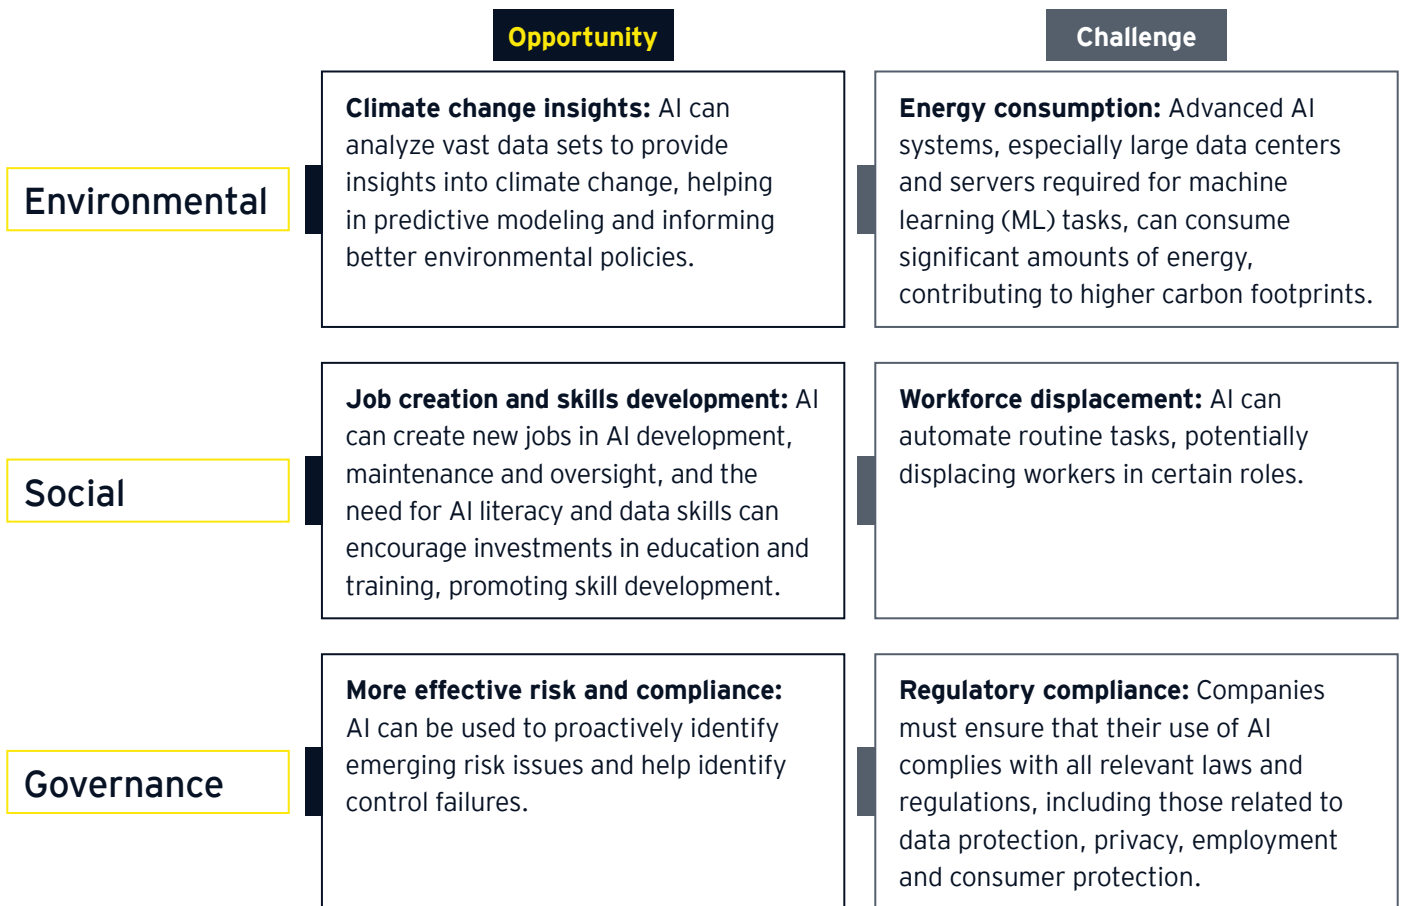 Opportunity
Challenge
Environmental
Climate change insights: AI can
analyze vast data sets to provide
insights into climate change, helping
in predictive modeling and informing
better environmental policies.
Energy consumption: Advanced AI
systems, especially large data centers
and servers required for machine
learning (ML) tasks, can consume
significant amounts of energy,
contributing to higher carbon footprints.
Social
Job creation and skills development: AI
can create new jobs in AI development,
maintenance and oversight, and the
need for AI literacy and data skills can
encourage investments in education and
training, promoting skill development.
Workforce displacement: AI can
automate routine tasks, potentially
displacing workers in certain roles.
Governance
More effective risk and compliance:
AI can be used to proactively identify
emerging risk issues and help identify
control failures.
Regulatory compliance: Companies
must ensure that their use of AI
complies with all relevant laws and
regulations, including those related to
data protection, privacy, employment
and consumer protection.